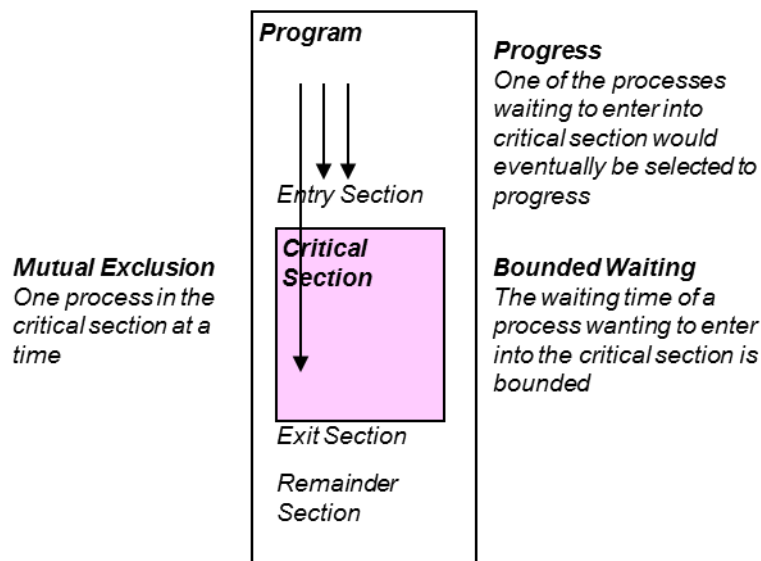 Program
Entry Section
Critical
Section
Exit Section
Remainder
Section
Mutual Exclusion
One process in the
critical section at a
time
Progress
One of the processes
waiting to enter into
critical section would
eventually be selected to
progress
Bounded Waiting
The waiting time of a
process wanting to enter
into the critical section is
bounded